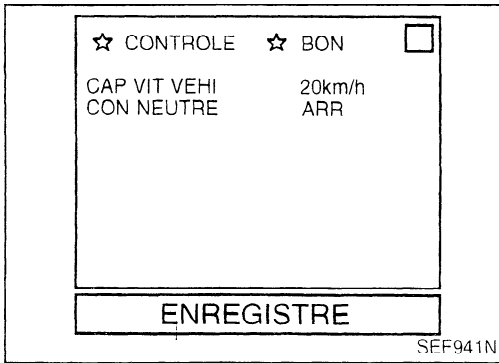 ☆ CONTROLE ☆ BON
CAP VIT VEHI 20km/h
CON NEUTRE ARR
ENREGISTRE
SEF941N